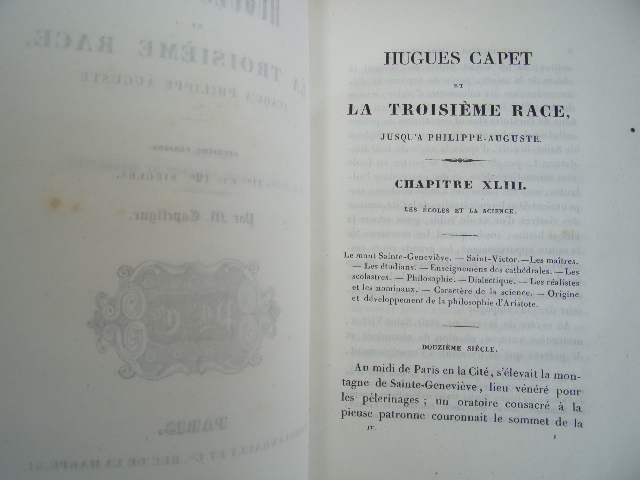 HUGUES CAPET
ET
LA TROISIÈME RACE,
JUSQU'A PHILIPPE-AUGUSTE.
CHAPITRE XLIII.
LES ÉCOLES ET LA SCIENCE.
Le mont Sainte-Geneviève. — Saint-Victor. — Les maîtres.
— Les étudians. — Enseignemens des cathédrales. — Les
scolastres. — Philosophie. — Dialectique. — Les réalistes
et les nominaux. — Caractère de la science. — Origine
et développement de la philosophie d'Aristote.
DOUZIÈME SIÈCLE.
Au midi de Paris en la Cité, s'élevait la mon-
tagne de Sainte-Geneviève, lieu vénéré pour
les pèlerinages ; un oratoire consacré à la
pieuse patronne couronnait le sommet de la
IV. 1